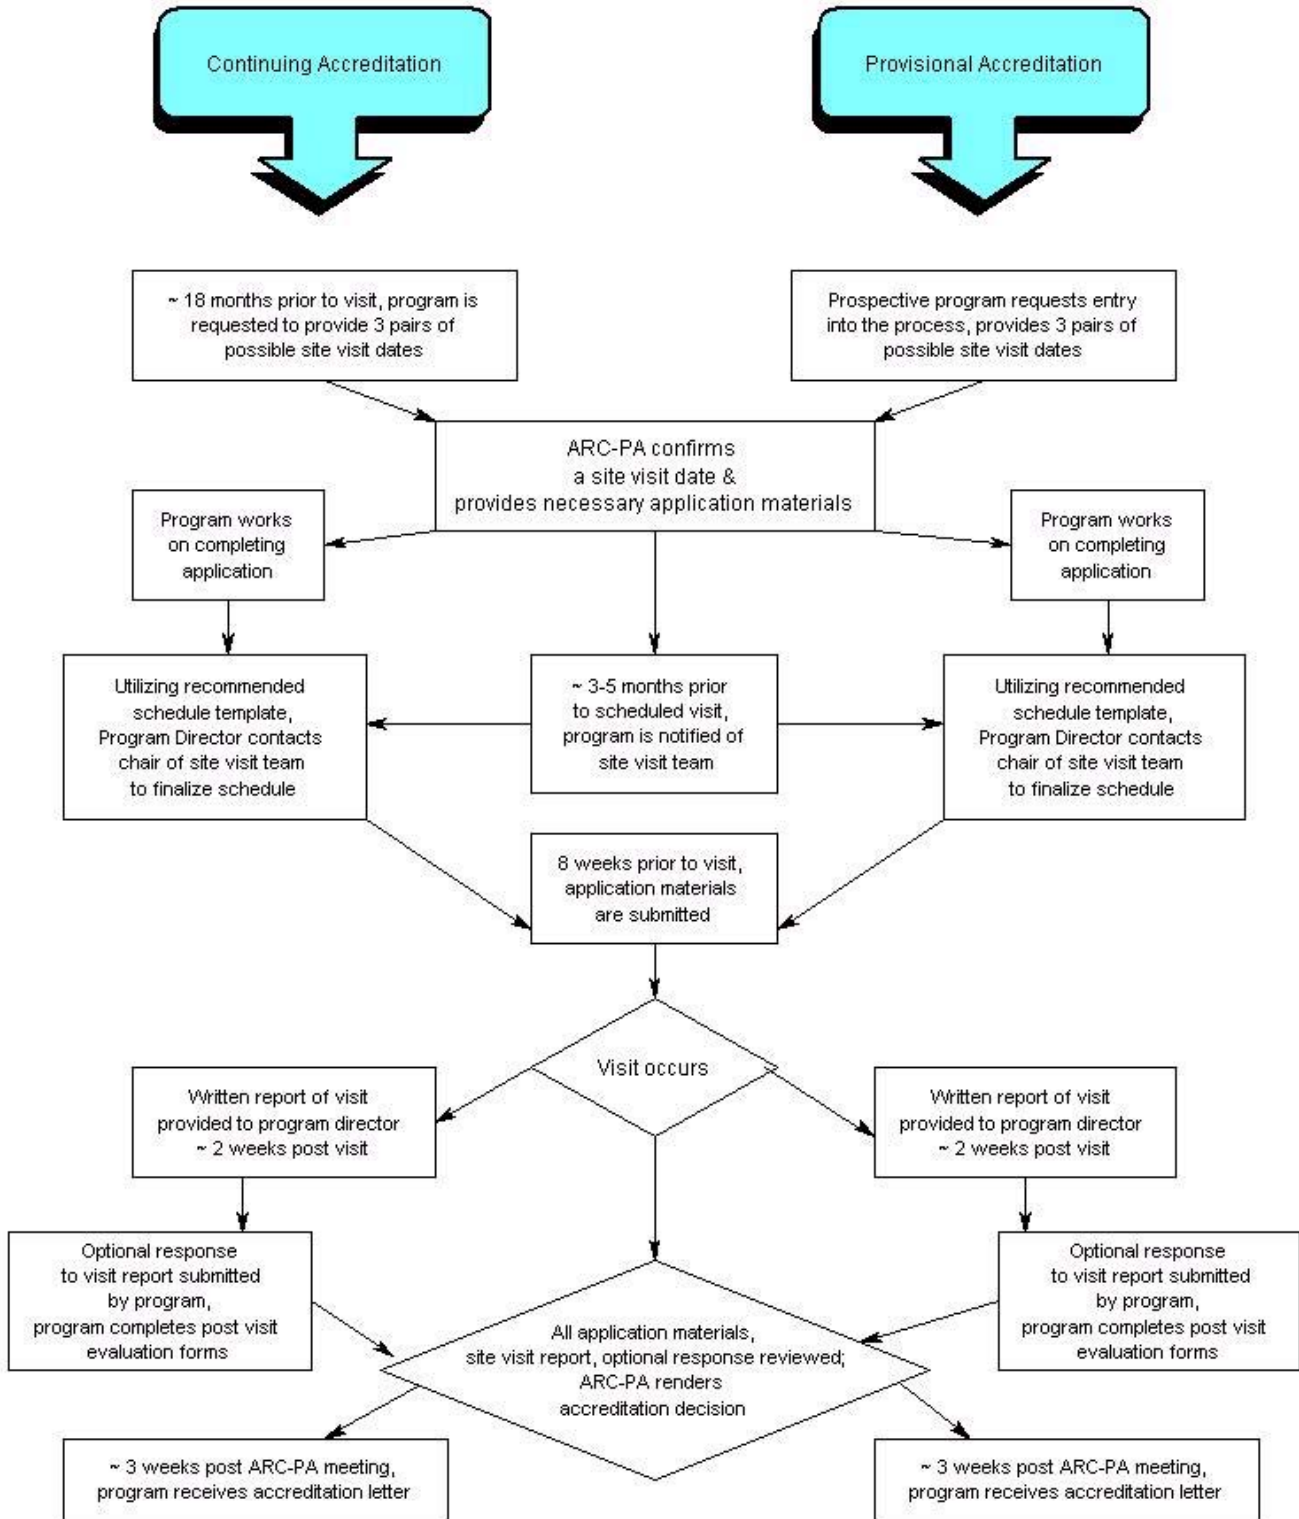 Continuing Accreditation
Provisional Accreditation
~ 18 months prior to visit, program is
requested to provide 3 pairs of
possible site visit dates
Prospective program requests entry
into the process, provides 3 pairs of
possible site visit dates
ARC-PA confirms
a site visit date &
provides necessary application materials
Program works
on completing
application
Program works
on completing
application
Utilizing recommended
schedule template,
Program Director contacts
chair of site visit team
to finalize schedule
~ 3-5 months prior
to scheduled visit,
program is notified of
site visit team
Utilizing recommended
schedule template,
Program Director contacts
chair of site visit team
to finalize schedule
8 weeks prior to visit,
application materials
are submitted
Visit occurs
Written report of visit
provided to program director
~ 2 weeks post visit
Written report of visit
provided to program director
~ 2 weeks post visit
Optional response
to visit report submitted
by program,
program completes post visit
evaluation forms
Optional response
to visit report submitted
by program,
program completes post visit
evaluation forms
All application materials,
site visit report, optional response reviewed;
ARC-PA renders
accreditation decision
~ 3 weeks post ARC-PA meeting,
program receives accreditation letter
~ 3 weeks post ARC-PA meeting,
program receives accreditation letter